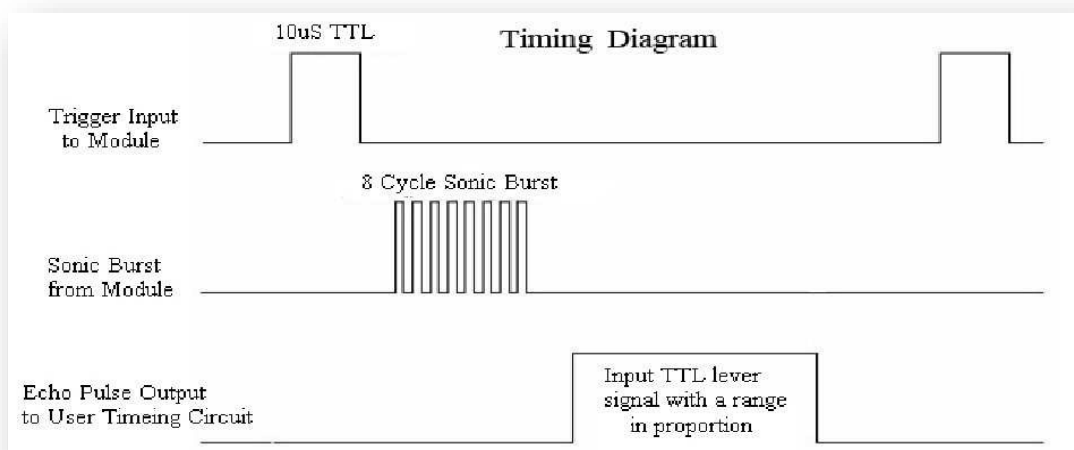 10uS TTL
Timing Diagram
Trigger Input
to Module
8 Cycle Sonic Burst
Sonic Burst
from Module
Echo Pulse Output
to User Timeing Circuit
Input TTL lever
signal with a range
in proportion